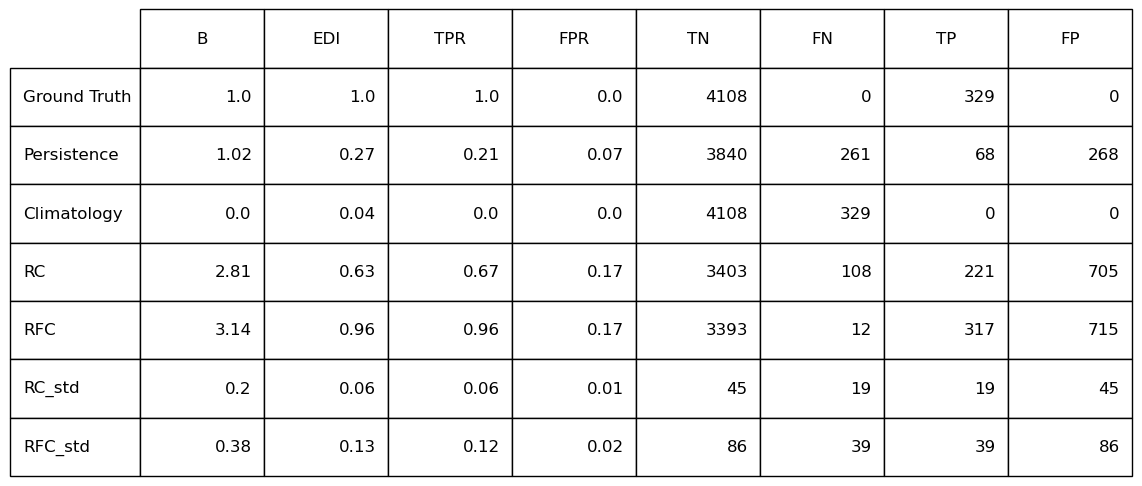 B EDI TPR FPR TN FN TP FP
Ground Truth 1.0 1.0 1.0 0.0 4108 0 329 0
Persistence 1.02 0.27 0.21 0.07 3840 261 68 268
Climatology 0.0 0.04 0.0 0.0 4108 329 0 0
RC 2.81 0.63 0.67 0.17 3403 108 221 705
RFC 3.14 0.96 0.96 0.17 3393 12 317 715
RC_std 0.2 0.06 0.06 0.01 45 19 19 45
RFC_std 0.38 0.13 0.12 0.02 86 39 39 86